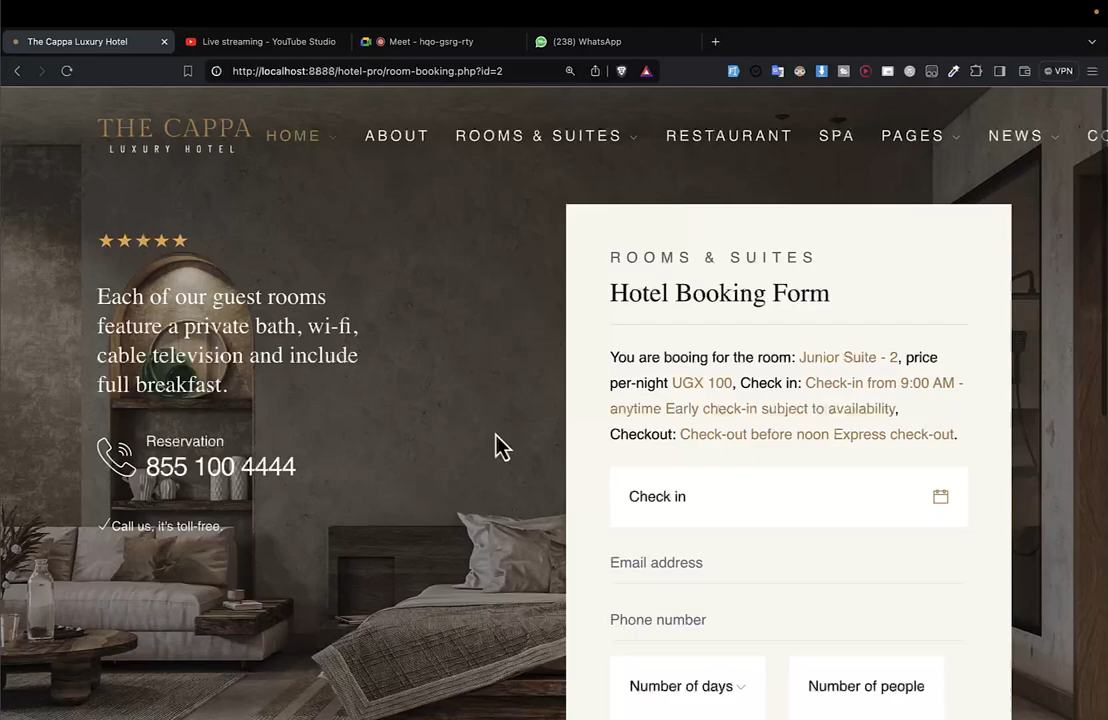 The Cappa Luxury Hotel
Live streaming - YouTube Studio
Meet - hqo-gsrg-rty
(238) WhatsApp
http://localhost:8888/hotel-pro/room-booking.php?id=2
VPN
THE CAPPA
LUXURY HOTEL
HOME
ABOUT
ROOMS & SUITES
RESTAURANT
SPA
PAGES
NEWS
CO
Each of our guest rooms
feature a private bath, wi-fi,
cable television and include
full breakfast.
Reservation
855 100 4444
Call us, it's toll-free.
ROOMS & SUITES
Hotel Booking Form
You are booing for the room: Junior Suite - 2, price
per-night UGX 100, Check in: Check-in from 9:00 AM -
anytime Early check-in subject to availability,
Checkout: Check-out before noon Express check-out.
Check in
Email address
Phone number
Number of days
Number of people